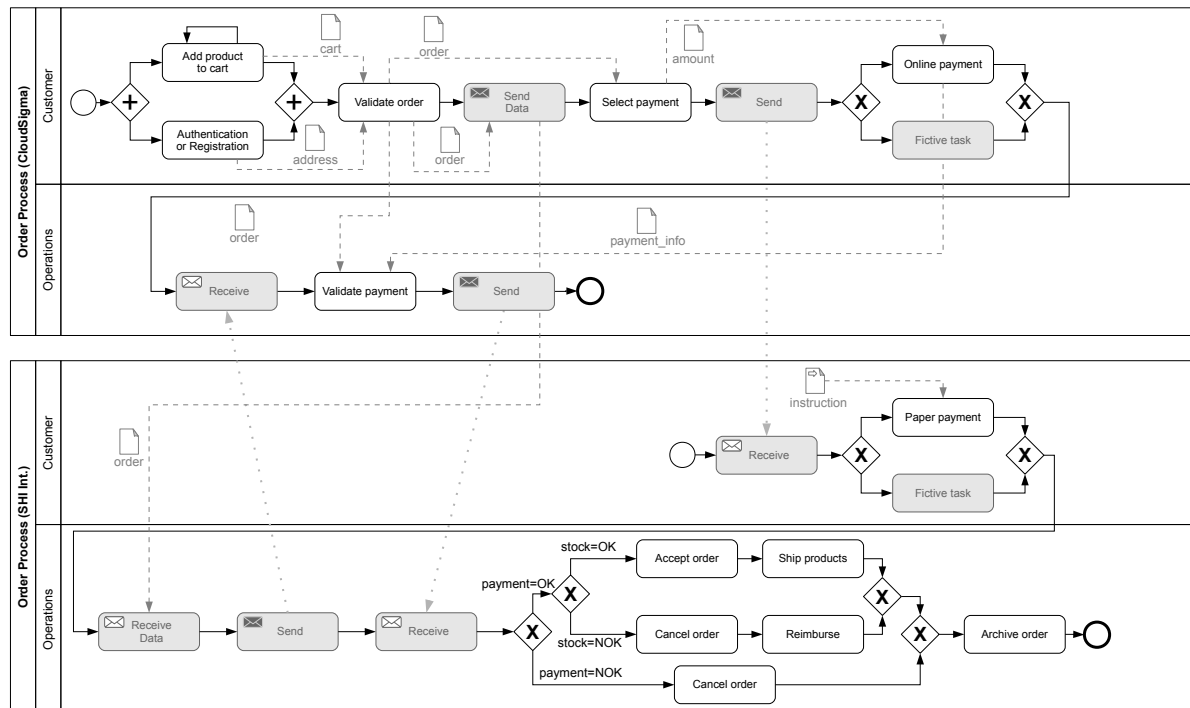 Order Process (CloudSigma)
Customer
Add product
to cart
cart
order
amount
Online payment
Validate order
Send
Data
Select payment
Send
X
X
Authentication
or Registration
address
order
Fictive task
Operations
order
payment_info
Receive
Validate payment
Send
Order Process (SHI Int.)
Customer
instruction
Paper payment
order
Receive
X
X
Fictive task
Operations
stock=OK
Accept order
Ship products
payment=OK
X
X
Receive
Data
Send
Receive
X
Cancel order
Reimburse
X
Archive order
stock=NOK
payment=NOK
Cancel order